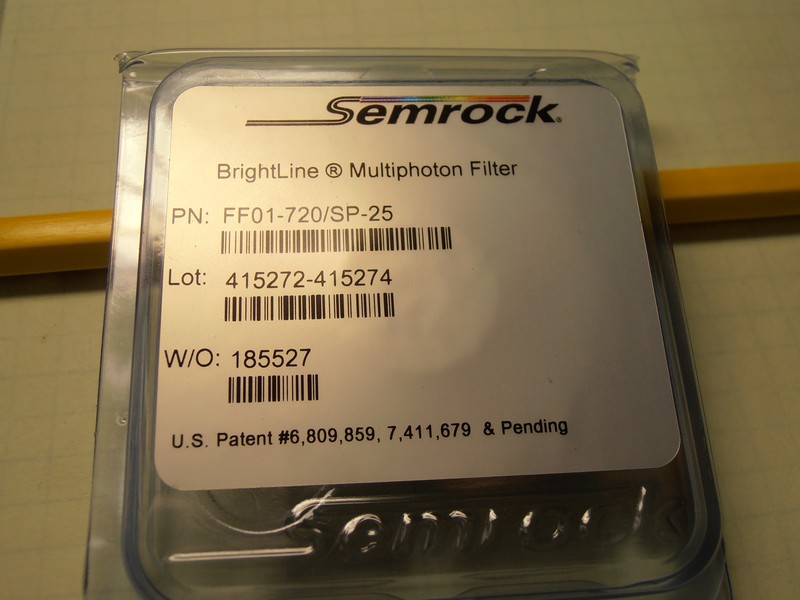 Semrock®
BrightLine ® Multiphoton Filter
PN: FF01-720/SP-25
Lot: 415272-415274
W/O: 185527
U.S. Patent #6,809,859, 7,411,679 & Pending
Semrock